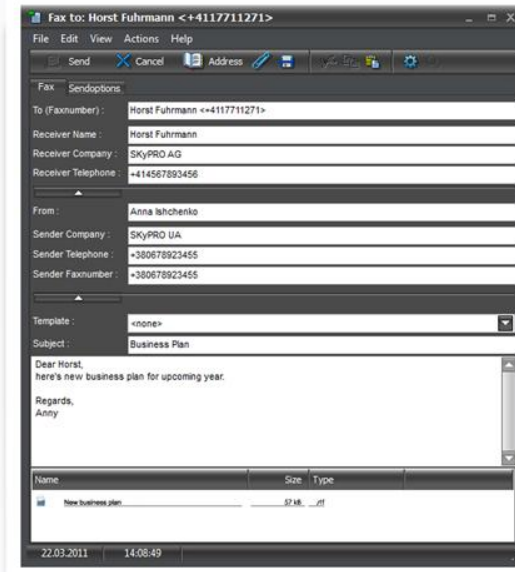 Fax to: Horst Fuhrmann <+4117711271>
File Edit View Actions Help
Send Cancel Address
Fax Sendoptions
To (Faxnumber) : Horst Fuhrmann <+4117711271>
Receiver Name : Horst Fuhrmann
Receiver Company : SKyPRO AG
Receiver Telephone : +414567893456
From : Anna Ishchenko
Sender Company : SKyPRO UA
Sender Telephone : +380678923455
Sender Faxnumber : +380678923455
Template : <none>
Subject : Business Plan
Dear Horst,
here's new business plan for upcoming year.
Regards,
Anny
Name Size Type
New business plan 57 kB .rtf
22.03.2011 14:08:49